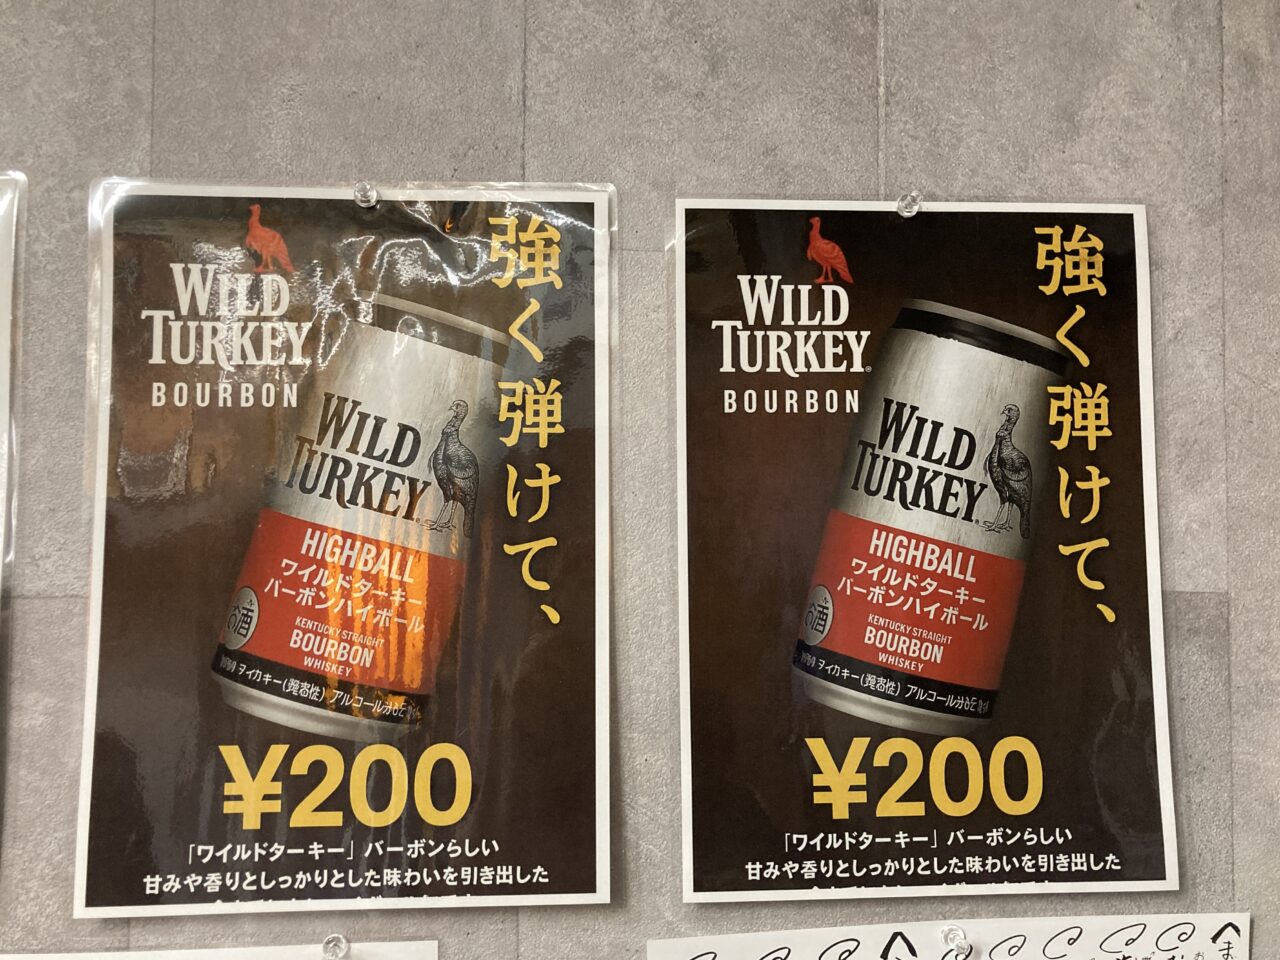 WILD
TURKEY
BOURBON
強く弾けて、
WILD
TURKEY
HIGHBALL
ワイルドターキー
バーボンハイボール
KENTUCKY STRAIGHT
BOURBON
WHISKEY
お酒
¥200
「ワイルドターキー」バーボンらしい
甘みや香りとしっかりとした味わいを引き出した
WILD
TURKEY
BOURBON
強く弾けて、
WILD
TURKEY
HIGHBALL
ワイルドターキー
バーボンハイボール
KENTUCKY STRAIGHT
BOURBON
WHISKEY
お酒
¥200
「ワイルドターキー」バーボンらしい
甘みや香りとしっかりとした味わいを引き出した